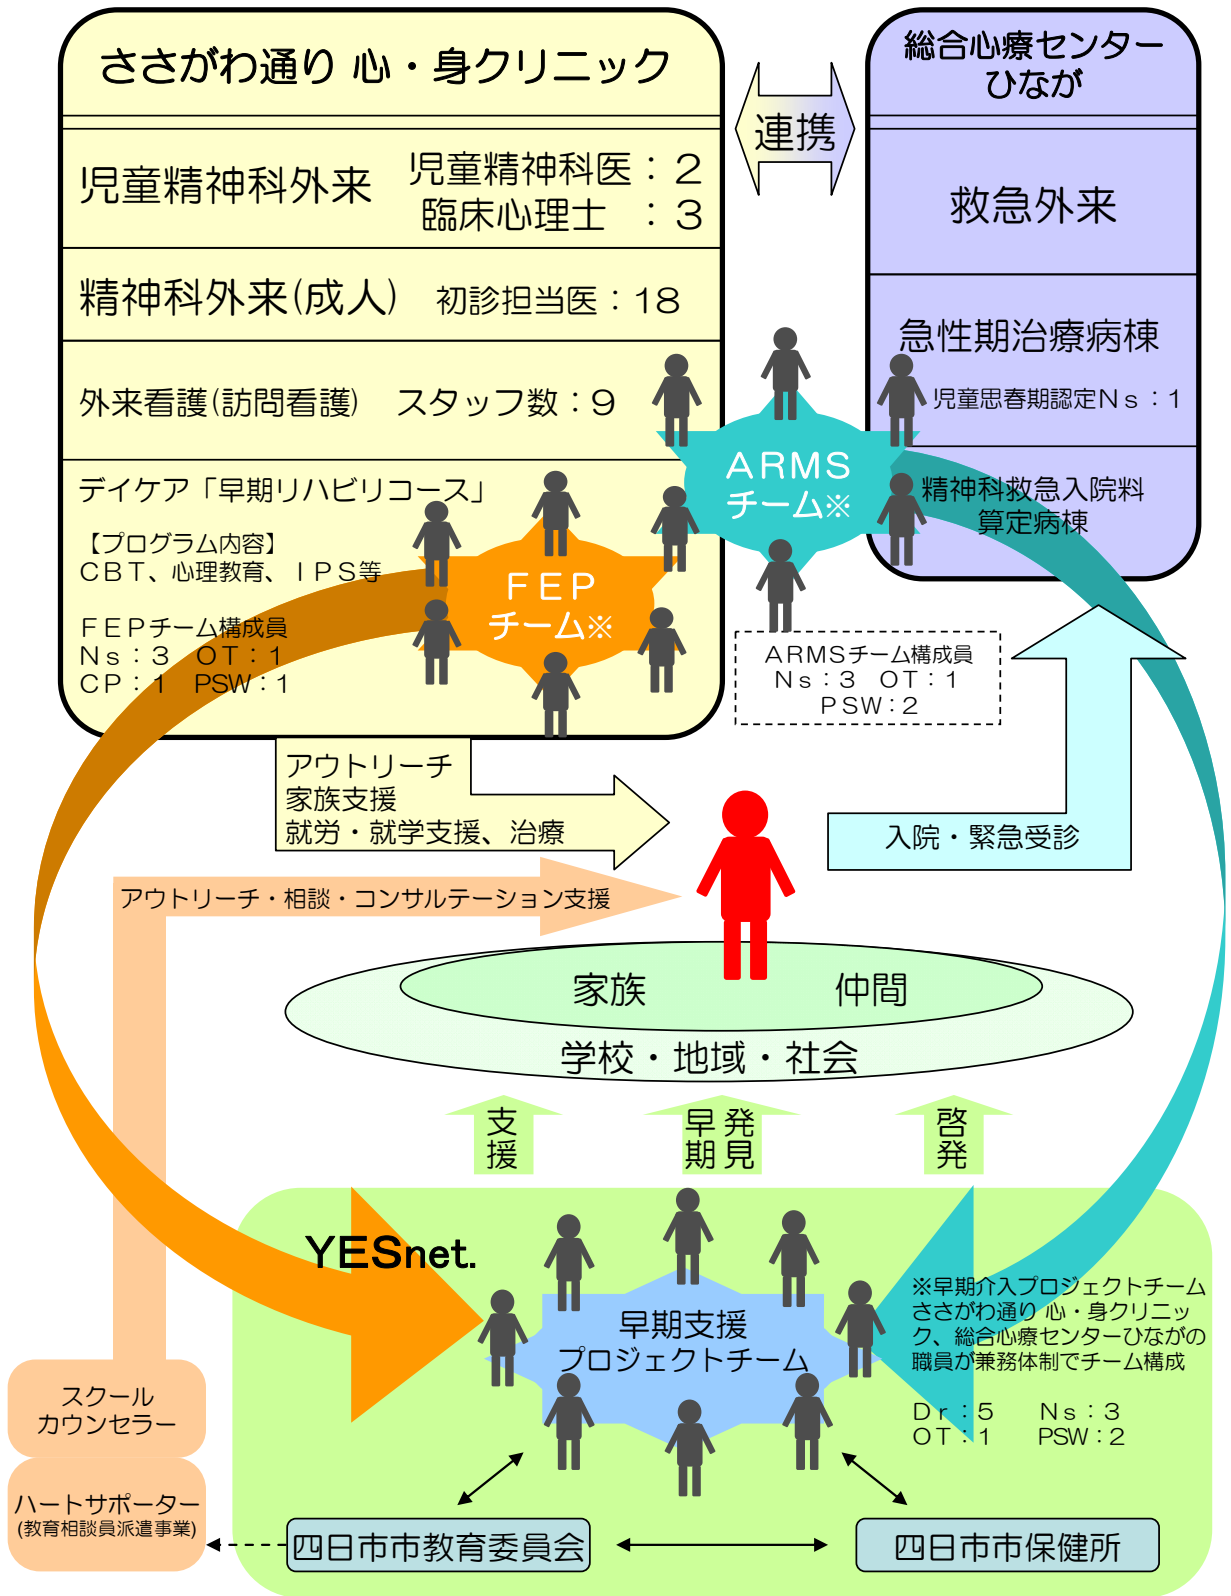 ささがわ通り 心・身クリニック
総合心療センター
ひなが
連携
児童精神科外来
児童精神科医：２
臨床心理士　：３
救急外来
精神科外来(成人)　初診担当医：18
急性期治療病棟
児童思春期認定Ｎｓ：１
外来看護(訪問看護)　スタッフ数：９
ＡＲＭＳ
チーム※
精神科救急入院料
算定病棟
デイケア「早期リハビリコース」
【プログラム内容】
ＣＢＴ、心理教育、ＩＰＳ等
ＦＥＰチーム構成員
Ｎｓ：３　ＯＴ：１
ＣＰ：１　PSW：１
ＦＥＰ
チーム※
ＡＲＭＳチーム構成員
Ｎｓ：３　ＯＴ：１
ＰＳＷ：２
アウトリーチ
家族支援
就労・就学支援、治療
入院・緊急受診
アウトリーチ・相談・コンサルテーション支援
家族
仲間
学校・地域・社会
支援
早期発見
啓発
YESnet.
早期支援
プロジェクトチーム
※早期介入プロジェクトチーム
ささがわ通り 心・身クリニッ
ク、総合心療センターひながの
職員が兼務体制でチーム構成
Ｄｒ：５　Ｎｓ：３
ＯＴ：１　PSW：２
スクール
カウンセラー
ハートサポーター
(教育相談員派遣事業)
四日市市教育委員会
四日市市保健所